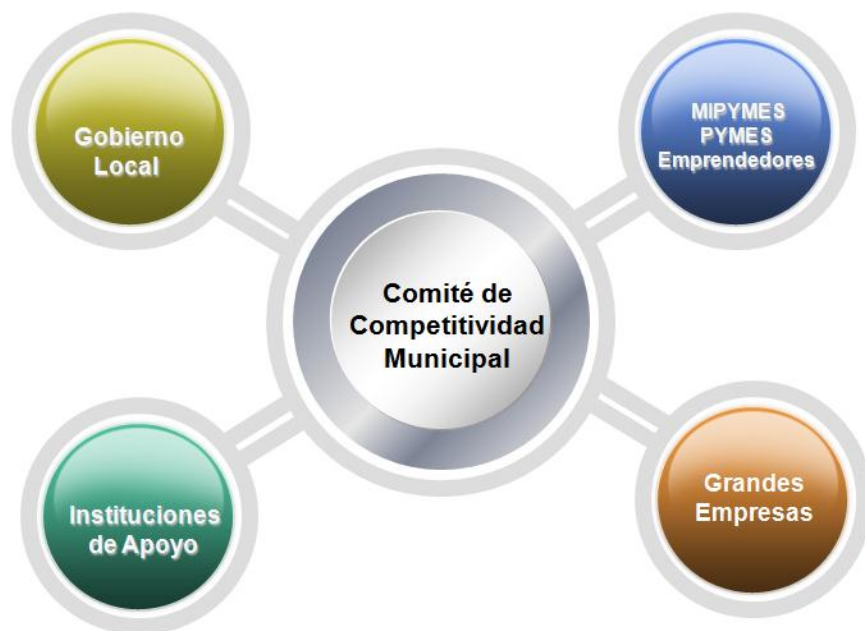 Gobierno
Local
MIPYMES
PYMES
Emprendedores
Comité de
Competitividad
Municipal
Instituciones
de Apoyo
Grandes
Empresas